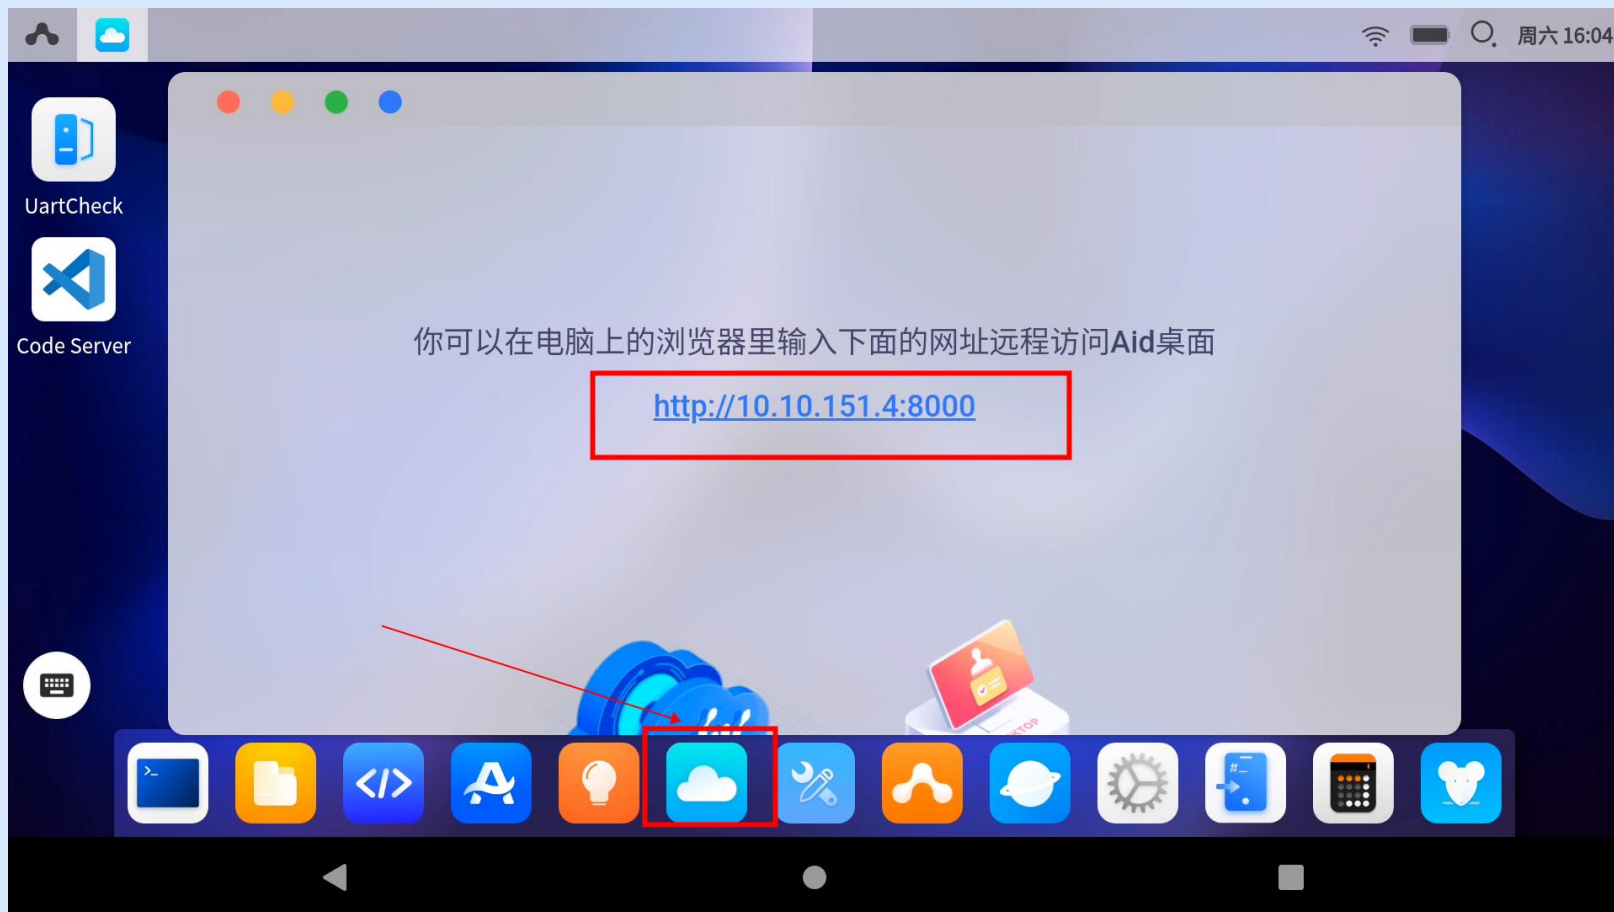 周六 16:04
UartCheck
Code Server
你可以在电脑上的浏览器里输入下面的网址远程访问Aid桌面
http://10.10.151.4:8000
>_
</>
#_